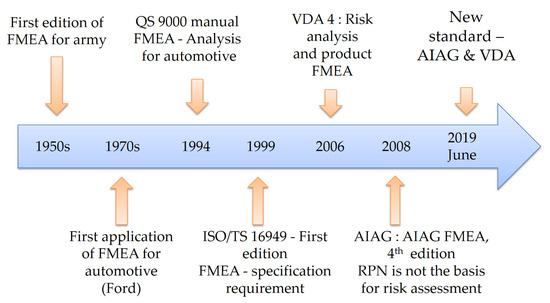 First edition of
FMEA for army
QS 9000 manual
FMEA - Analysis
for automotive
VDA 4 : Risk
analysis
and product
FMEA
New
standard –
AIAG & VDA
1950s
1970s
1994
1999
2006
2008
2019
June
First application
of FMEA for
automotive
(Ford)
ISO/TS 16949 - First
edition
FMEA - specification
requirement
AIAG : AIAG FMEA,
4th edition
RPN is not the basis
for risk assessment